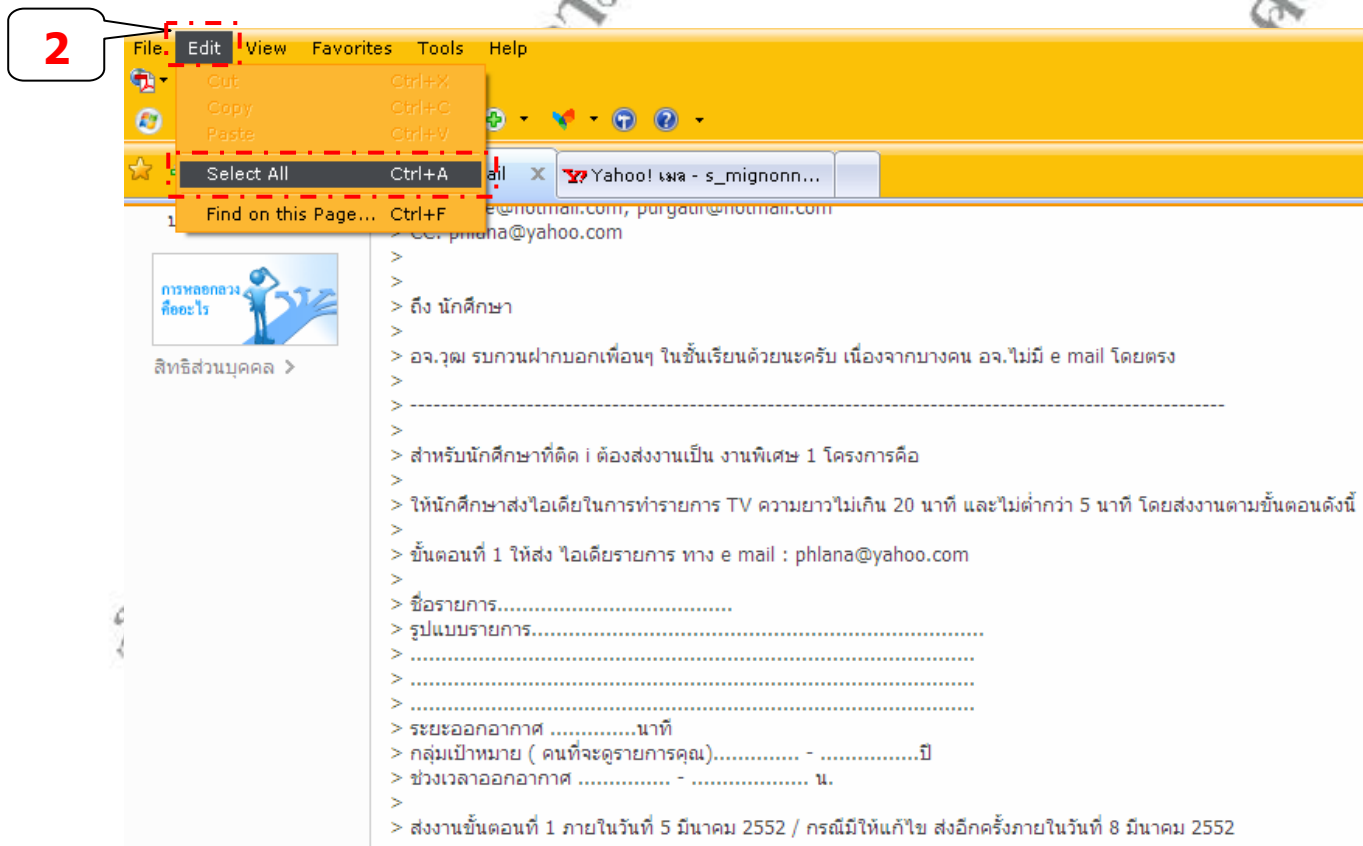 2
File Edit View Favorites Tools Help
Cut Ctrl+X
Copy Ctrl+C
Paste Ctrl+V
Select All Ctrl+A
Find on this Page... Ctrl+F
ail X Yahoo! เมล - s_mignonn...
e@hotmail.com, purgatir@hotmail.com
> CC: phlana@yahoo.com
>
>
การหลอกลวง
คืออะไร
สิทธิส่วนบุคคล >
> ถึง นักศึกษา
>
> อจ.วุฒ รบกวนฝากบอกเพื่อนๆ ในชั้นเรียนด้วยนะครับ เนื่องจากบางคน อจ.ไม่มี e mail โดยตรง
>
> ---------------------------------------------------------------------------------------------------------
>
> สำหรับนักศึกษาที่ติด i ต้องส่งงานเป็น งานพิเศษ 1 โครงการคือ
>
> ให้นักศึกษาส่งไอเดียในการทำรายการ TV ความยาวไม่เกิน 20 นาที และไม่ต่ำกว่า 5 นาที โดยส่งงานตามขั้นตอนดังนี้
>
> ขั้นตอนที่ 1 ให้ส่ง ไอเดียรายการ ทาง e mail : phlana@yahoo.com
>
> ชื่อรายการ......................................
> รูปแบบรายการ.........................................................................
> ...........................................................................................
> ...........................................................................................
> ...........................................................................................
> ระยะออกอากาศ ..............นาที
> กลุ่มเป้าหมาย ( คนที่จะดูรายการคุณ).............. - ................ปี
> ช่วงเวลาออกอากาศ ............... - ................... น.
>
> ส่งงานขั้นตอนที่ 1 ภายในวันที่ 5 มีนาคม 2552 / กรณีมีให้แก้ไข ส่งอีกครั้งภายในวันที่ 8 มีนาคม 2552